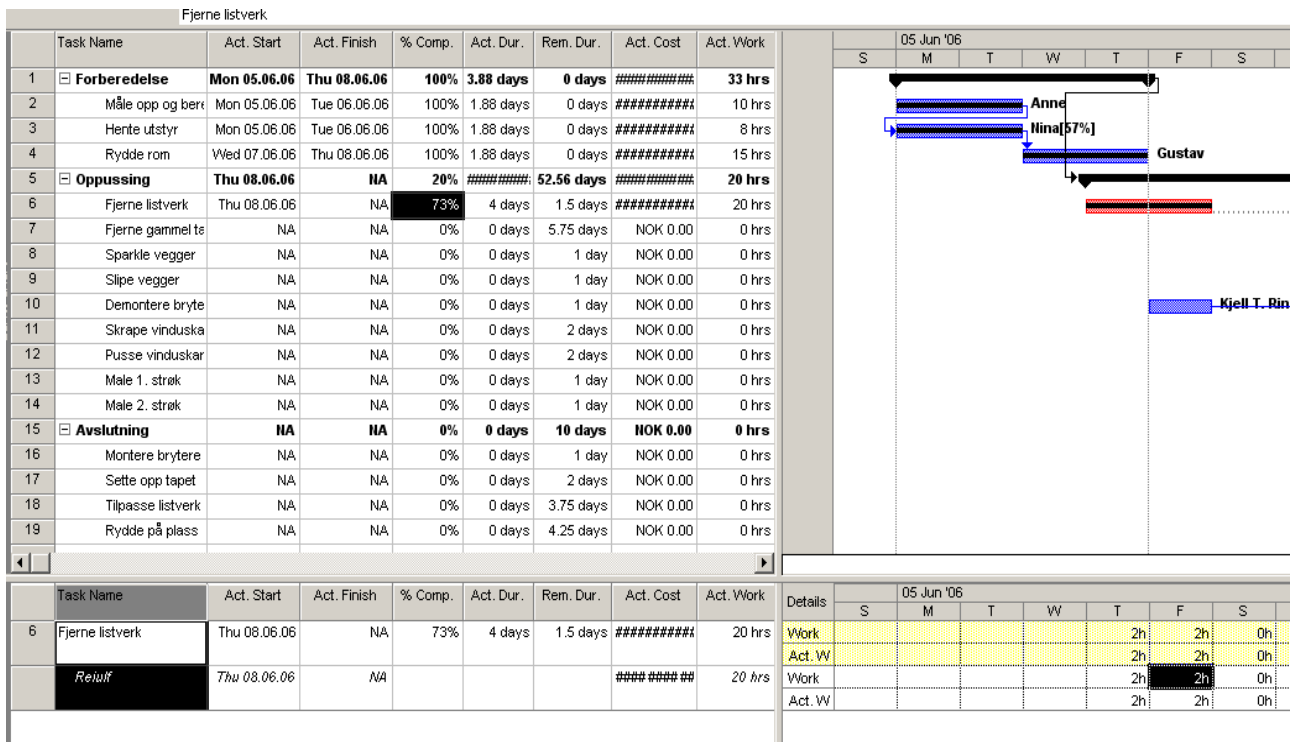 Fjerne listverk
Task Name Act. Start Act. Finish % Comp. Act. Dur. Rem. Dur. Act. Cost Act. Work
1 Forberedelse Mon 05.06.06 Thu 08.06.06 100% 3.88 days 0 days ########### 33 hrs
2 Måle opp og bere Mon 05.06.06 Tue 06.06.06 100% 1.88 days 0 days ########### 10 hrs
3 Hente utstyr Mon 05.06.06 Tue 06.06.06 100% 1.88 days 0 days ########### 8 hrs
4 Rydde rom Wed 07.06.06 Thu 08.06.06 100% 1.88 days 0 days ########### 15 hrs
5 Oppussing Thu 08.06.06 NA 20% ######## 52.56 days ########### 20 hrs
6 Fjerne listverk Thu 08.06.06 NA 73% 4 days 1.5 days ########### 20 hrs
7 Fjerne gammel ta NA NA 0% 0 days 5.75 days NOK 0.00 0 hrs
8 Sparkle vegger NA NA 0% 0 days 1 day NOK 0.00 0 hrs
9 Slipe vegger NA NA 0% 0 days 1 day NOK 0.00 0 hrs
10 Demontere bryte NA NA 0% 0 days 1 day NOK 0.00 0 hrs
11 Skrape vinduska NA NA 0% 0 days 2 days NOK 0.00 0 hrs
12 Pusse vinduskar NA NA 0% 0 days 2 days NOK 0.00 0 hrs
13 Male 1. strøk NA NA 0% 0 days 1 day NOK 0.00 0 hrs
14 Male 2. strøk NA NA 0% 0 days 1 day NOK 0.00 0 hrs
15 Avslutning NA NA 0% 0 days 10 days NOK 0.00 0 hrs
16 Montere brytere NA NA 0% 0 days 1 day NOK 0.00 0 hrs
17 Sette opp tapet NA NA 0% 0 days 2 days NOK 0.00 0 hrs
18 Tilpasse listverk NA NA 0% 0 days 3.75 days NOK 0.00 0 hrs
19 Rydde på plass NA NA 0% 0 days 4.25 days NOK 0.00 0 hrs
05 Jun '06
S M T W T F S
Anne
Nina[57%]
Gustav
Kjell T. Rin
Task Name Act. Start Act. Finish % Comp. Act. Dur. Rem. Dur. Act. Cost Act. Work
6 Fjerne listverk Thu 08.06.06 NA 73% 4 days 1.5 days ########### 20 hrs
Reiulf Thu 08.06.06 NA #### #### ## 20 hrs
Details 05 Jun '06
S M T W T F S
Work 2h 2h 0h
Act. W 2h 2h 0h
Work 2h 2h 0h
Act. W 2h 2h 0h